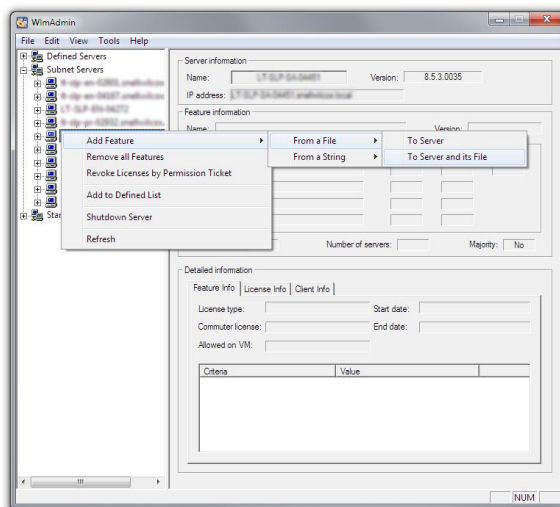 WlmAdmin
File Edit View Tools Help
Defined Servers
Subnet Servers
Server information
Name: Version: 8.5.3.0035
IP address:
Feature information
Name: Version:
Add Feature
From a File
To Server
Remove all Features
From a String
To Server and its File
Revoke Licenses by Permission Ticket
Add to Defined List
Shutdown Server
Refresh
Number of servers: Majority: No
Detailed information
Feature Info License Info Client Info
License type: Start date:
Commuter license: End date:
Allowed on VM:
Criteria Value
NUM